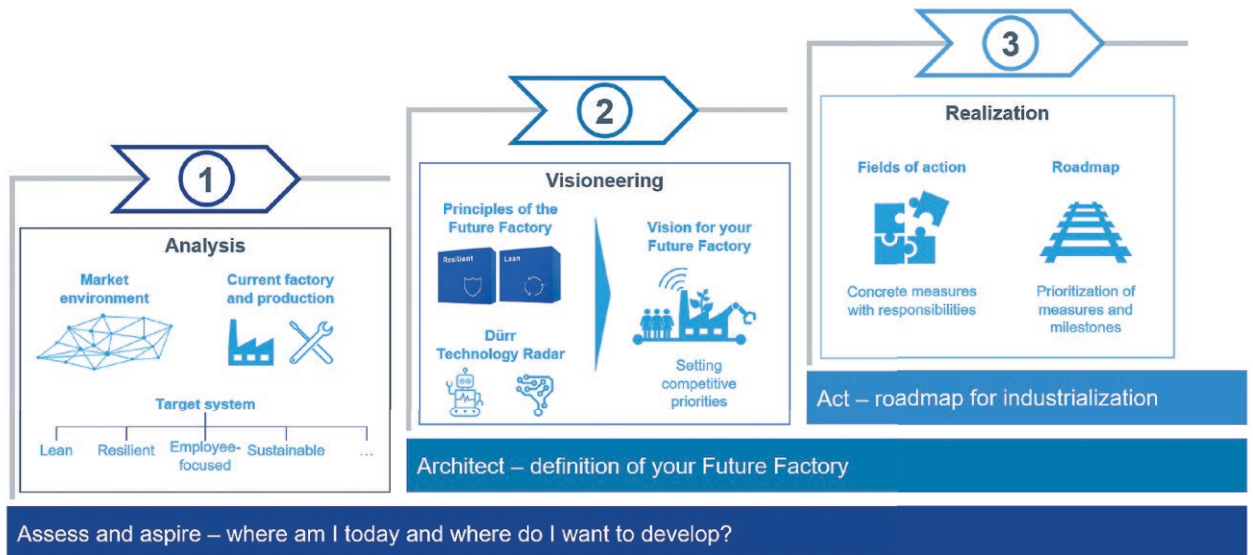 1
Analysis
Market
environment
Current factory
and production
Target system
Lean
Resilient
Employee-
focused
Sustainable
...
Assess and aspire – where am I today and where do I want to develop?
2
Visioneering
Principles of the
Future Factory
Resilient
Lean
Dürr
Technology Radar
Vision for your
Future Factory
Setting
competitive
priorities
Architect – definition of your Future Factory
3
Realization
Fields of action
Concrete measures
with responsibilities
Roadmap
Prioritization of
measures and
milestones
Act – roadmap for industrialization